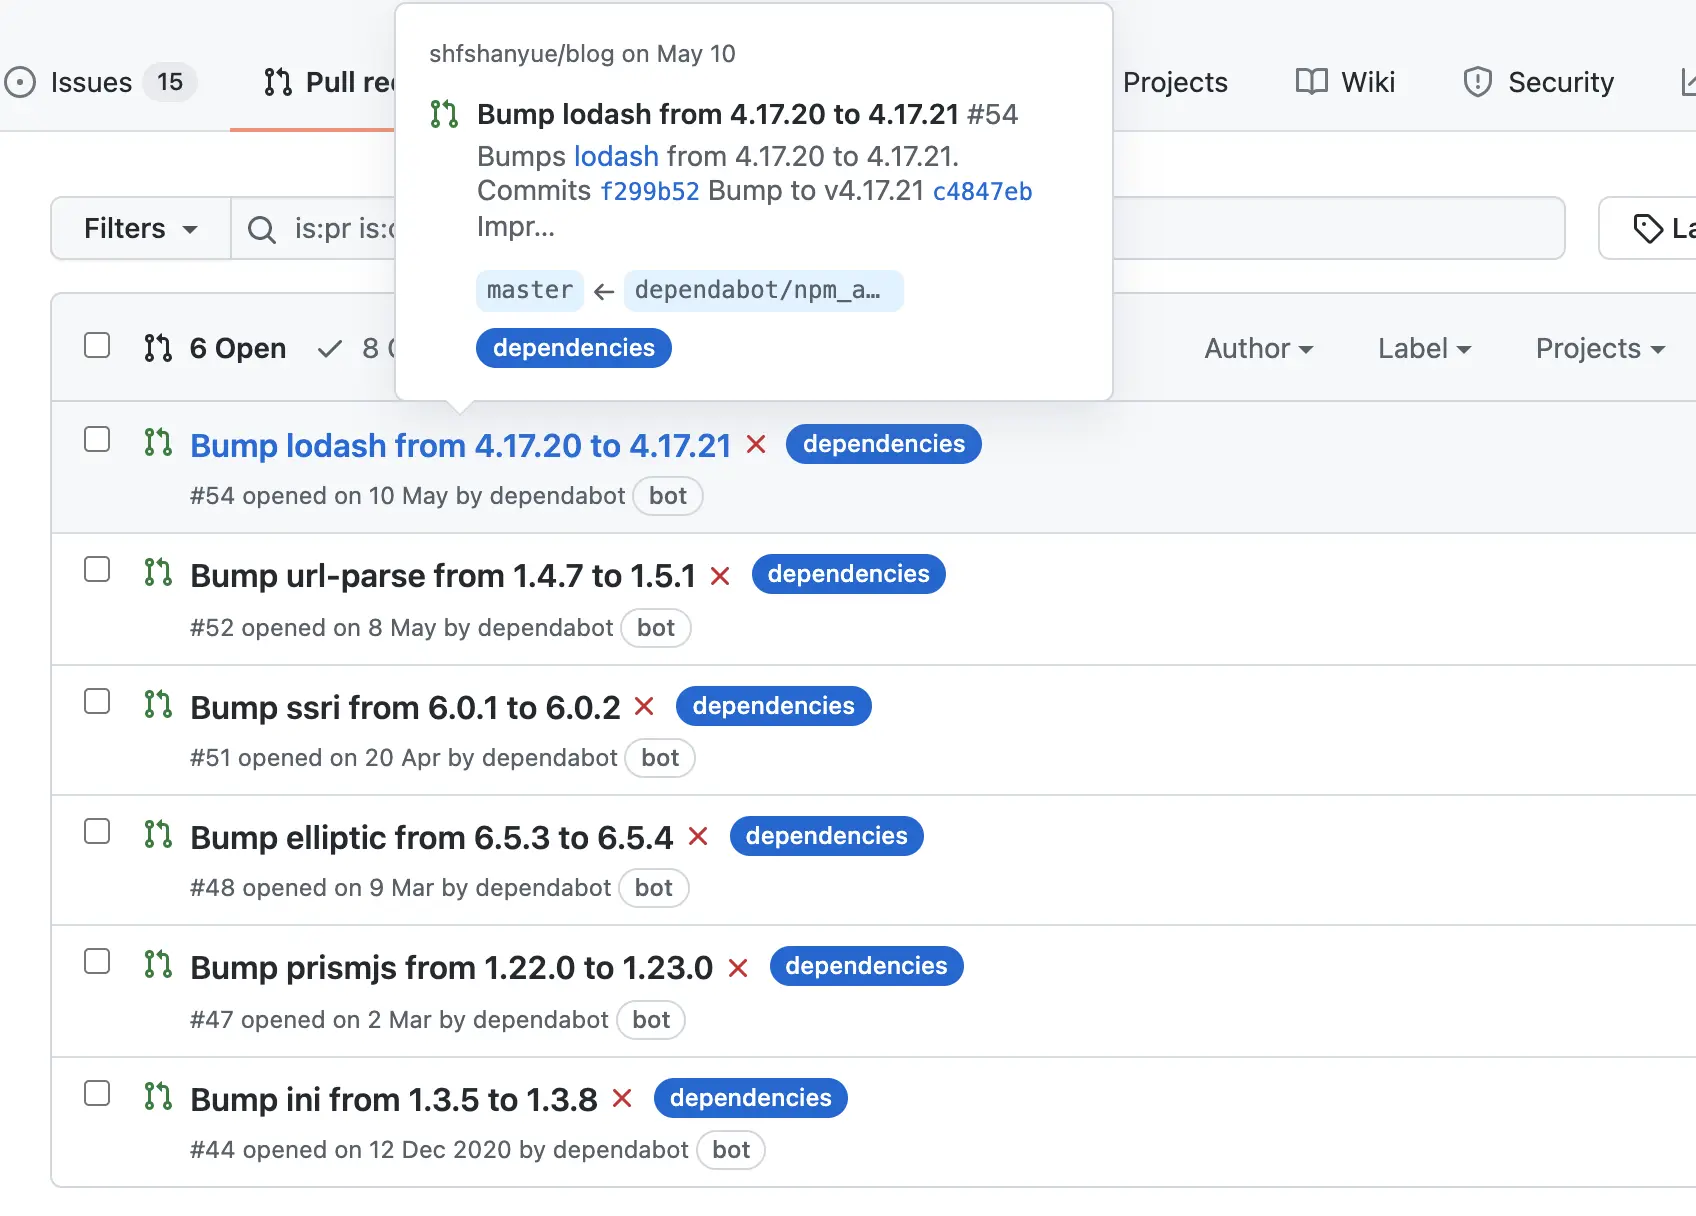 shfshanyue/blog on May 10
Issues 15 Pull Projects Wiki Security
Bump lodash from 4.17.20 to 4.17.21 #54
Bumps lodash from 4.17.20 to 4.17.21.
Commits f299b52 Bump to v4.17.21 c4847eb
Impr...
Filters is:pr
master ← dependabot/npm_a...
dependencies
6 Open 8 Author Label Projects
Bump lodash from 4.17.20 to 4.17.21 dependencies
#54 opened on 10 May by dependabot bot
Bump url-parse from 1.4.7 to 1.5.1 dependencies
#52 opened on 8 May by dependabot bot
Bump ssri from 6.0.1 to 6.0.2 dependencies
#51 opened on 20 Apr by dependabot bot
Bump elliptic from 6.5.3 to 6.5.4 dependencies
#48 opened on 9 Mar by dependabot bot
Bump prismjs from 1.22.0 to 1.23.0 dependencies
#47 opened on 2 Mar by dependabot bot
Bump ini from 1.3.5 to 1.3.8 dependencies
#44 opened on 12 Dec 2020 by dependabot bot